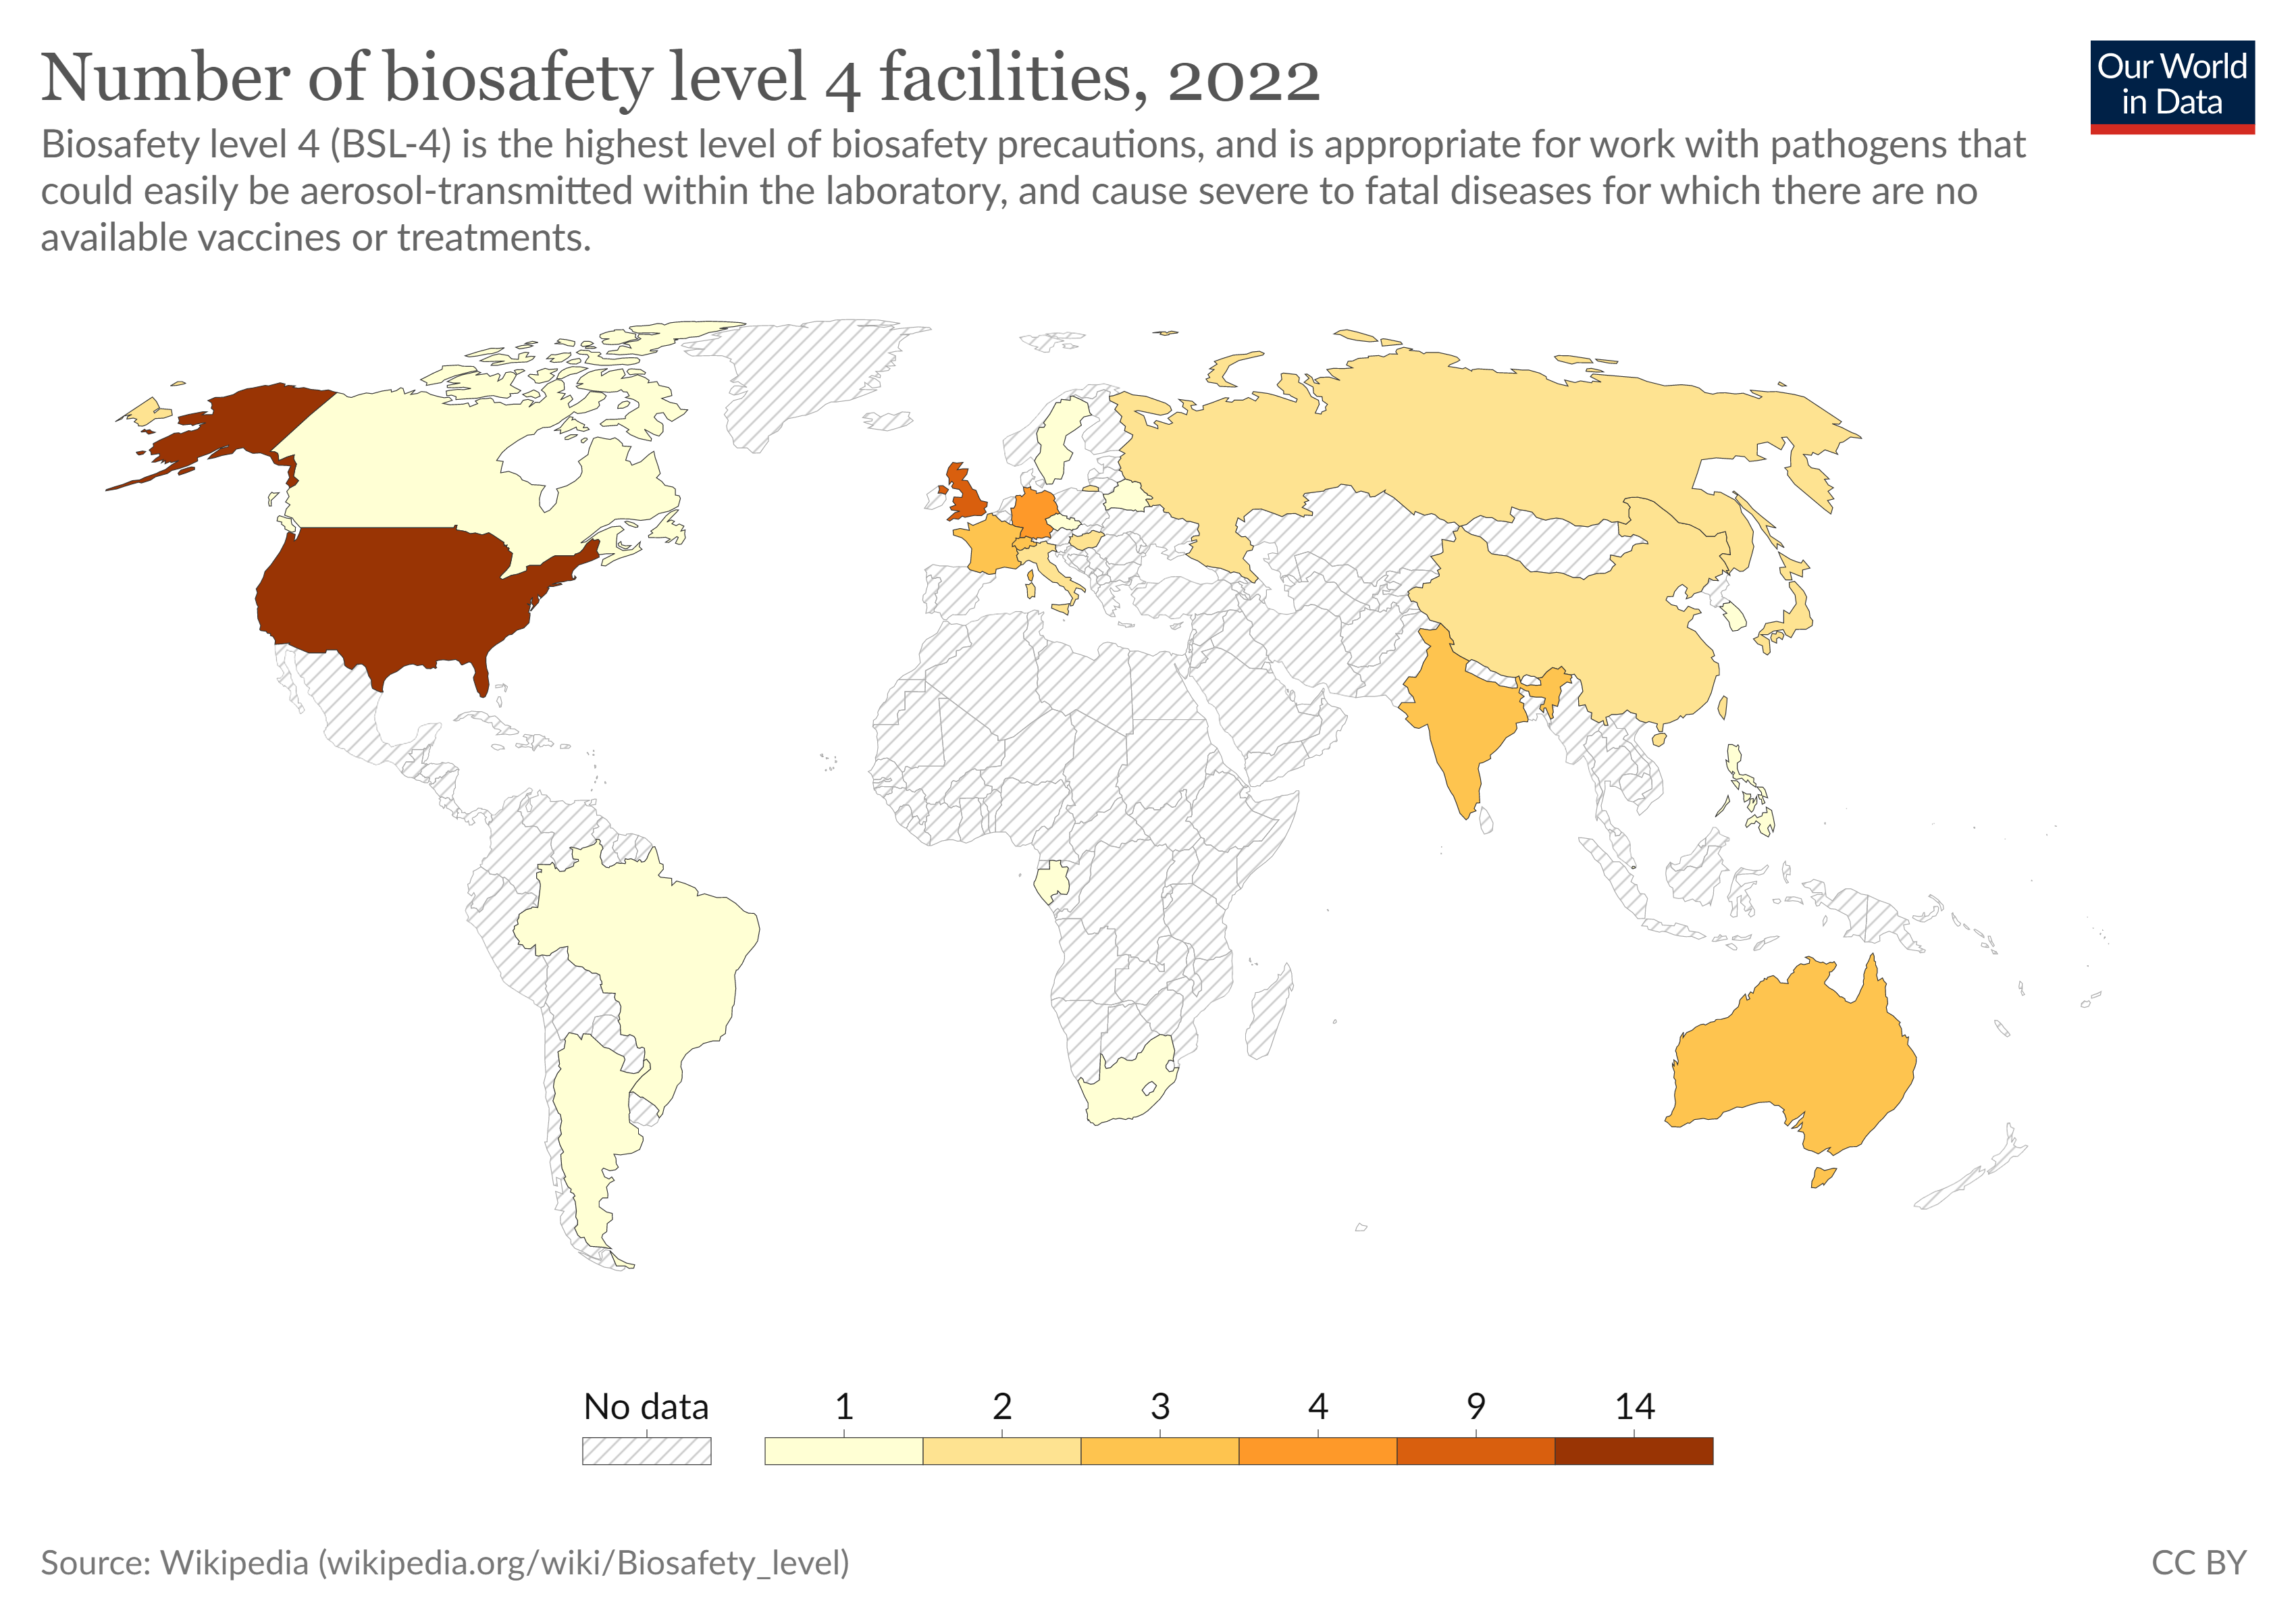 Number of biosafety level 4 facilities, 2022
Our World
in Data
Biosafety level 4 (BSL-4) is the highest level of biosafety precautions, and is appropriate for work with pathogens that
could easily be aerosol-transmitted within the laboratory, and cause severe to fatal diseases for which there are no
available vaccines or treatments.
No data 1 2 3 4 9 14
Source: Wikipedia (wikipedia.org/wiki/Biosafety_level)
CC BY